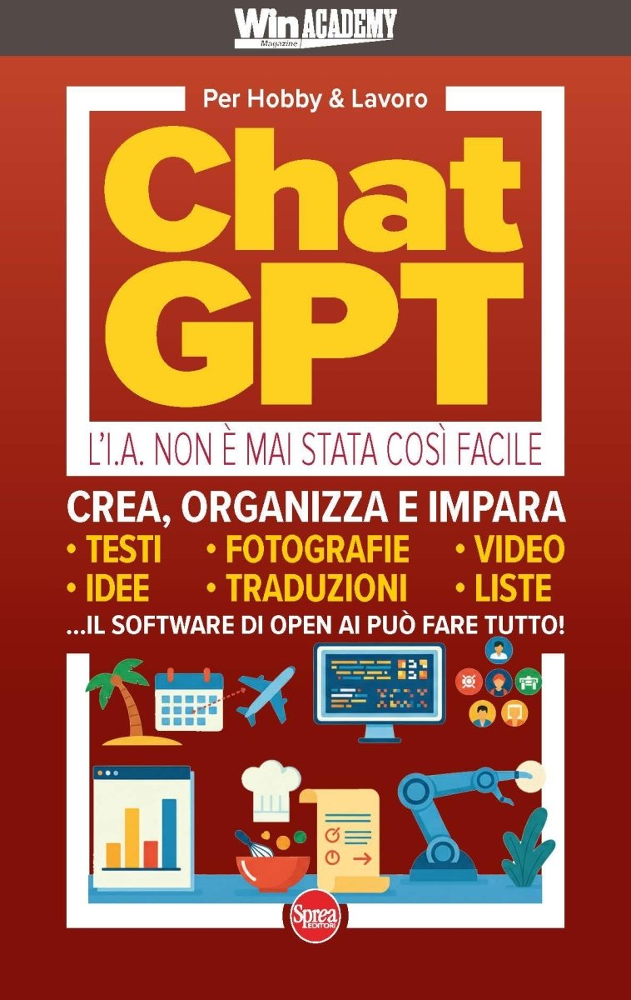 Win ACADEMY
Magazine
Per Hobby & Lavoro
Chat
GPT
L'I.A. NON È MAI STATA COSÌ FACILE
CREA, ORGANIZZA E IMPARA
• TESTI • FOTOGRAFIE • VIDEO
• IDEE • TRADUZIONI • LISTE
...IL SOFTWARE DI OPEN AI PUÒ FARE TUTTO!
Sprea
EDITORI